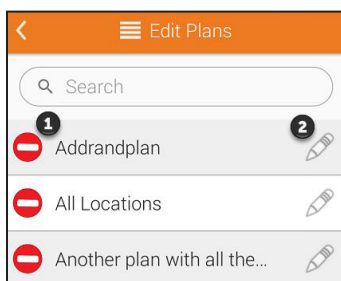 Edit Plans
Search
1
2
Addrandplan
All Locations
Another plan with all the...